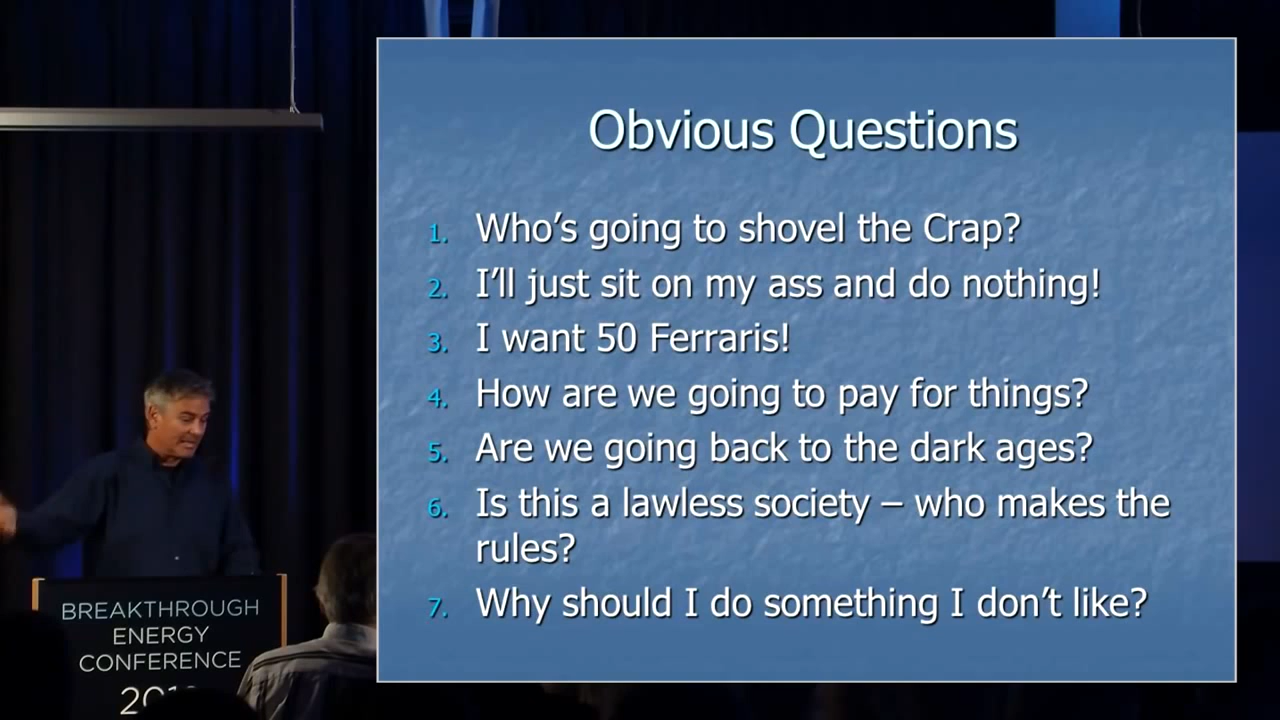 Obvious Questions
1. Who's going to shovel the Crap?
2. I'll just sit on my ass and do nothing!
3. I want 50 Ferraris!
4. How are we going to pay for things?
5. Are we going back to the dark ages?
6. Is this a lawless society – who makes the
rules?
7. Why should I do something I don't like?
BREAKTHROUGH
ENERGY
CONFERENCE